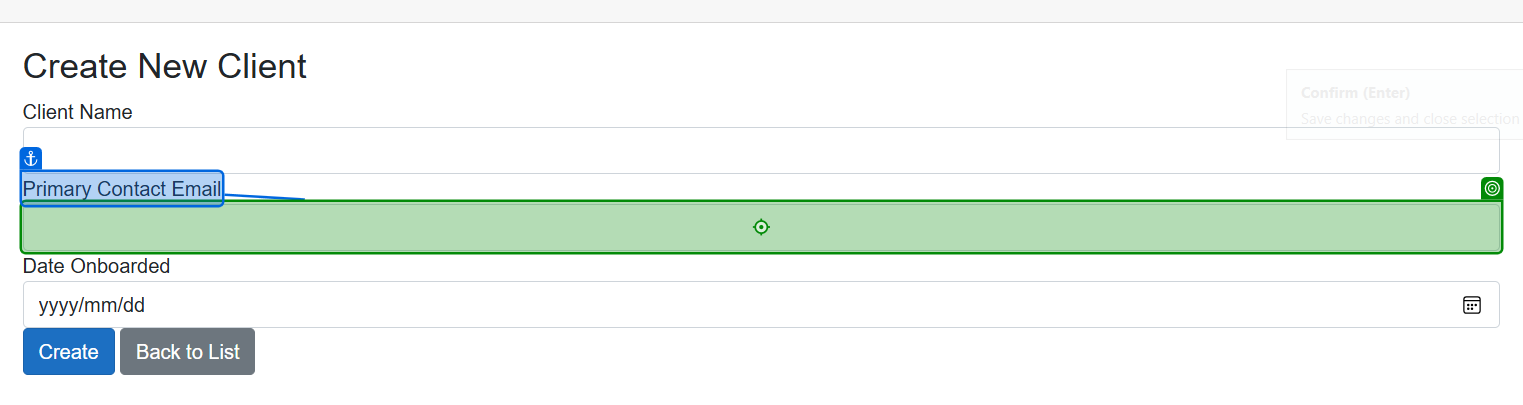 Create New Client
Client Name
Confirm (Enter)
Save changes and close selection
Primary Contact Email
Date Onboarded
yyyy/mm/dd
Create
Back to List